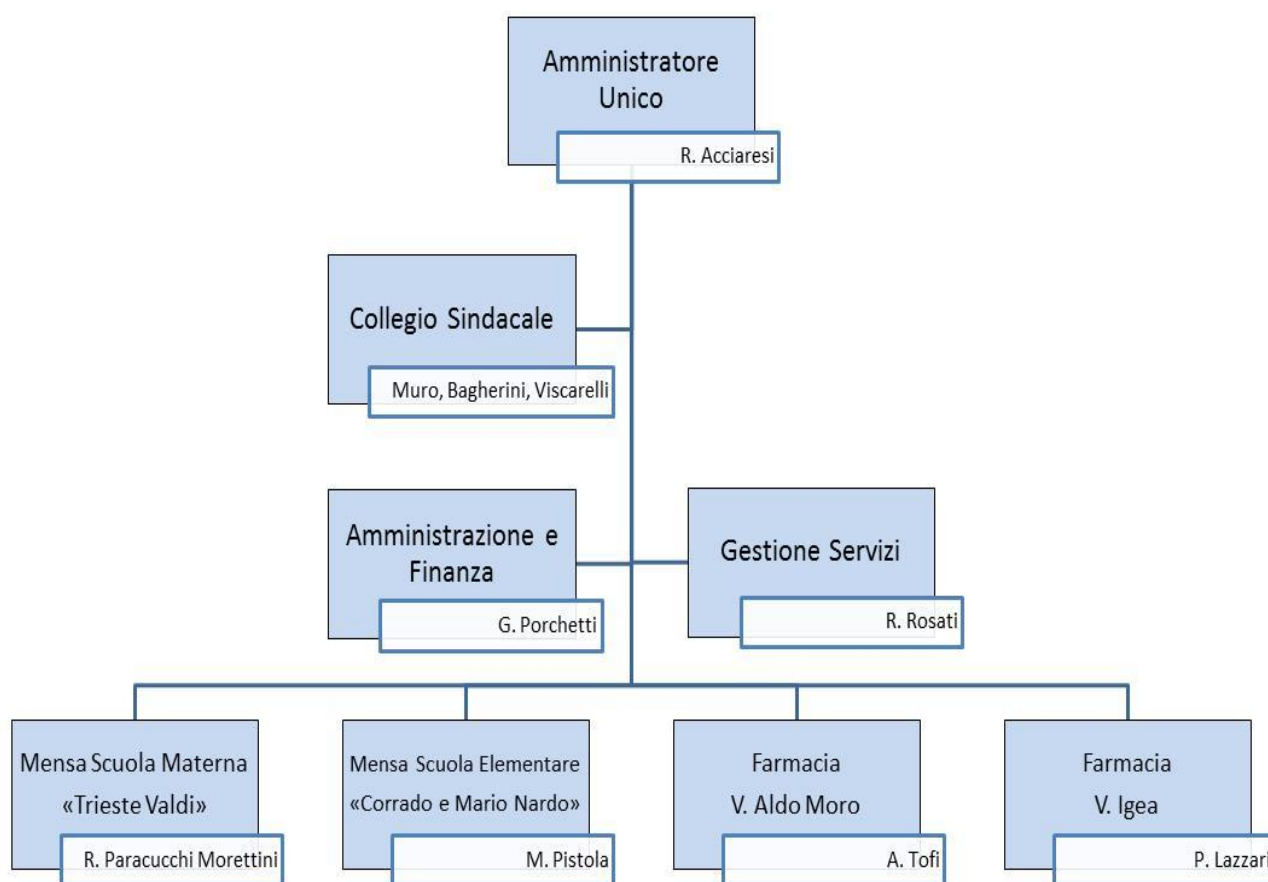 Amministratore
Unico
R. Acciaresi
Collegio Sindacale
Muro, Bagherini, Viscarelli
Amministrazione e
Finanza
G. Porchetti
Gestione Servizi
R. Rosati
Mensa Scuola Materna
«Trieste Valdi»
R. Paracucchi Morettini
Mensa Scuola Elementare
«Corrado e Mario Nardo»
M. Pistola
Farmacia
V. Aldo Moro
A. Tofi
Farmacia
V. Igea
P. Lazzari